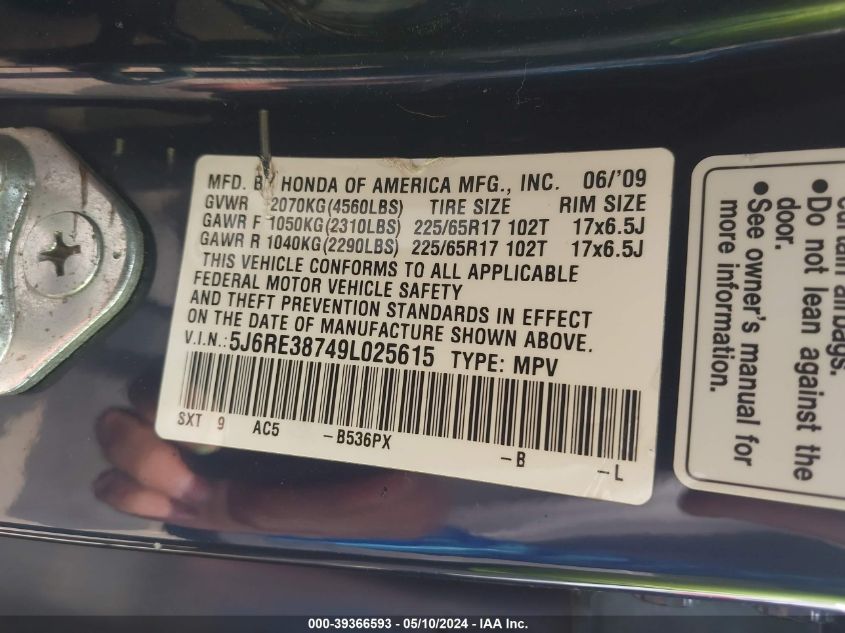 MFD. BY HONDA OF AMERICA MFG., INC. 06/'09
GVWR 2070KG(4560LBS) TIRE SIZE RIM SIZE
GAWR F 1050KG(2310LBS) 225/65R17 102T 17x6.5J
GAWR R 1040KG(2290LBS) 225/65R17 102T 17x6.5J
THIS VEHICLE CONFORMS TO ALL APPLICABLE
FEDERAL MOTOR VEHICLE SAFETY
AND THEFT PREVENTION STANDARDS IN EFFECT
ON THE DATE OF MANUFACTURE SHOWN ABOVE.
V.I.N.: 5J6RE38749L025615 TYPE: MPV
SXT 9 AC5 -B536PX -B -L
curtain airbags.
• Do not lean against the
door.
• See owner's manual for
more information.
000-39366593 - 05/10/2024 - IAA Inc.